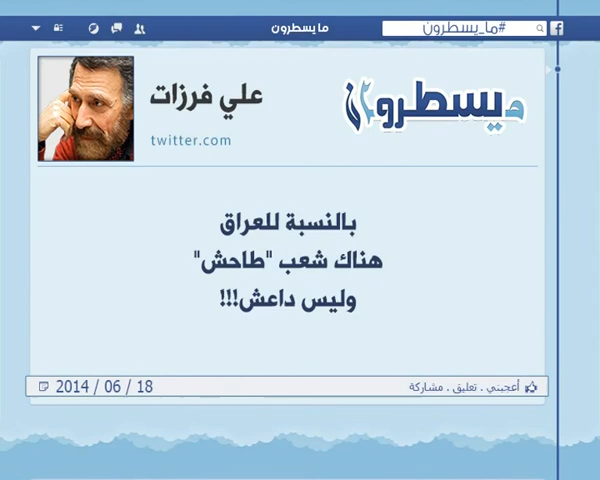 #ما_يسطرون
ما يسطرون
علي فرزات
twitter.com
ما يسطرون
بالنسبة للعراق
هناك شعب "طاحش"
وليس داعش!!!
أعجبني . تعليق . مشاركة
2014 / 06 / 18